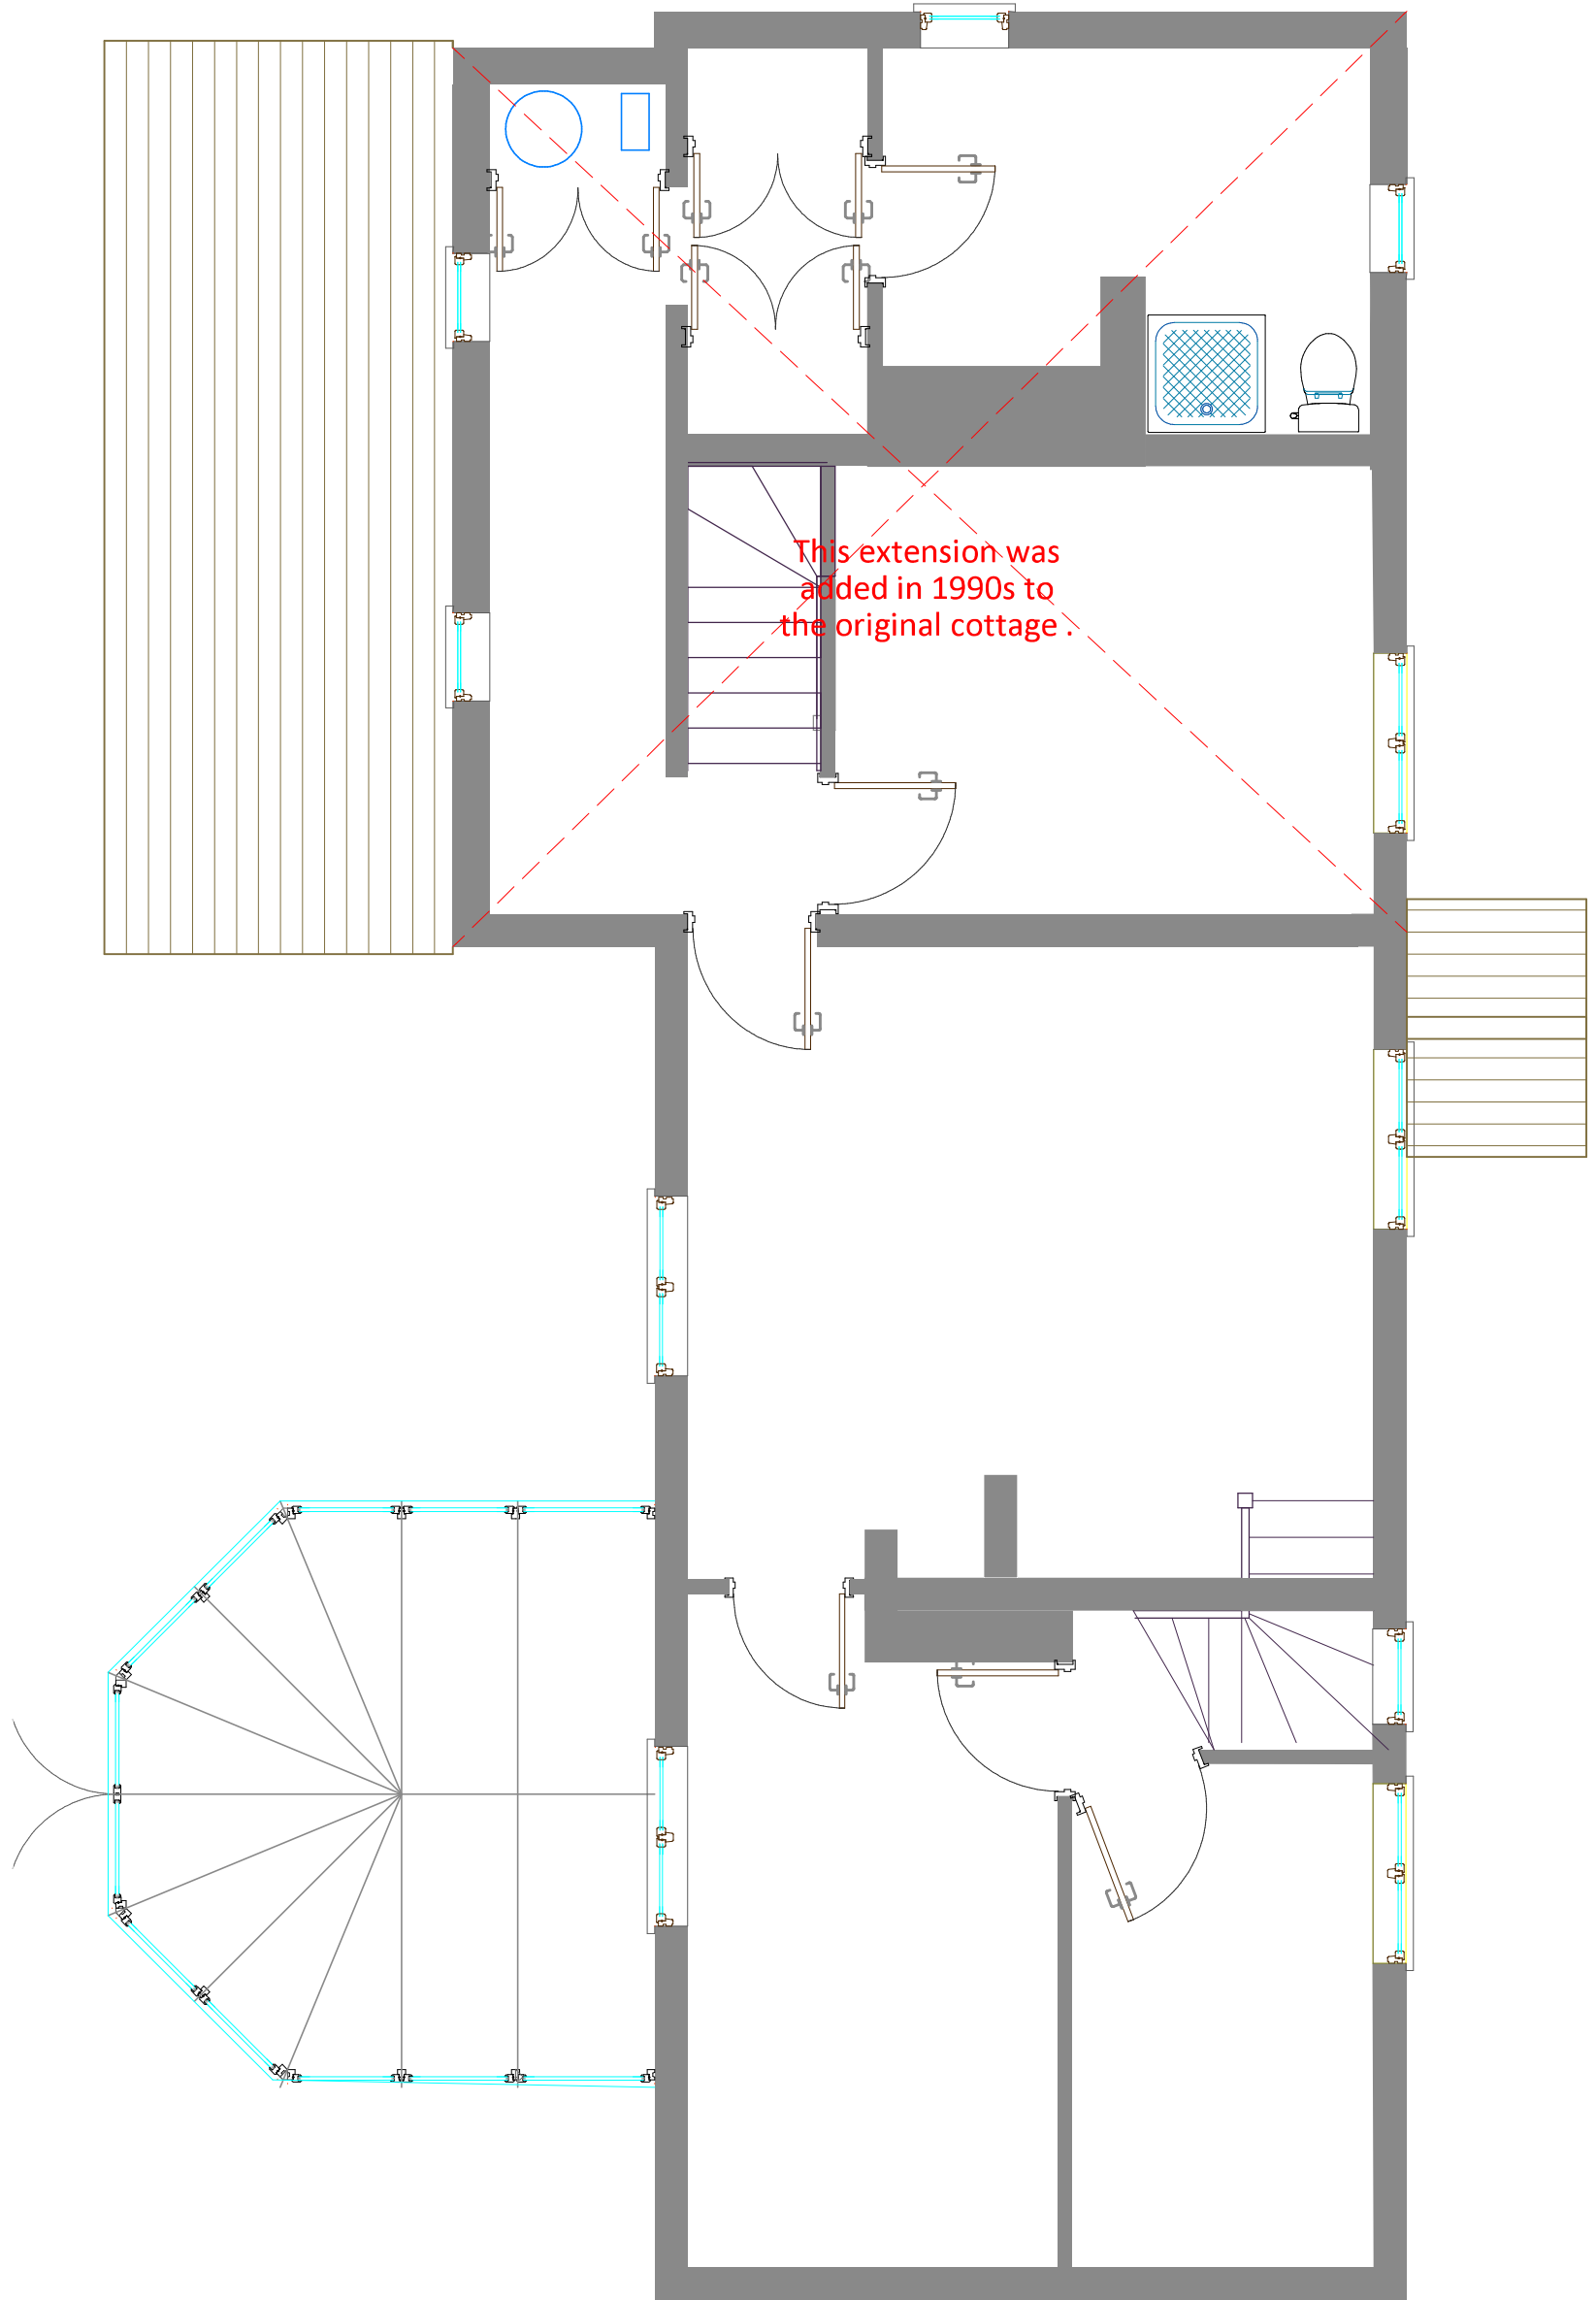 This extension was
added in 1990s to
the original cottage .